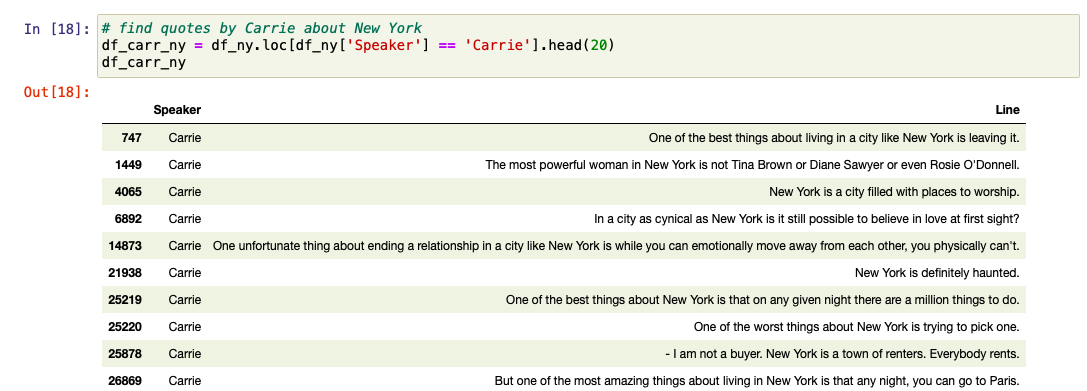 In [18]: # find quotes by Carrie about New York
df_carr_ny = df_ny.loc[df_ny['Speaker'] == 'Carrie'].head(20)
df_carr_ny
Out[18]:
Speaker Line
747 Carrie One of the best things about living in a city like New York is leaving it.
1449 Carrie The most powerful woman in New York is not Tina Brown or Diane Sawyer or even Rosie O'Donnell.
4065 Carrie New York is a city filled with places to worship.
6892 Carrie In a city as cynical as New York is it still possible to believe in love at first sight?
14873 Carrie One unfortunate thing about ending a relationship in a city like New York is while you can emotionally move away from each other, you physically can't.
21938 Carrie New York is definitely haunted.
25219 Carrie One of the best things about New York is that on any given night there are a million things to do.
25220 Carrie One of the worst things about New York is trying to pick one.
25878 Carrie - I am not a buyer. New York is a town of renters. Everybody rents.
26869 Carrie But one of the most amazing things about living in New York is that any night, you can go to Paris.